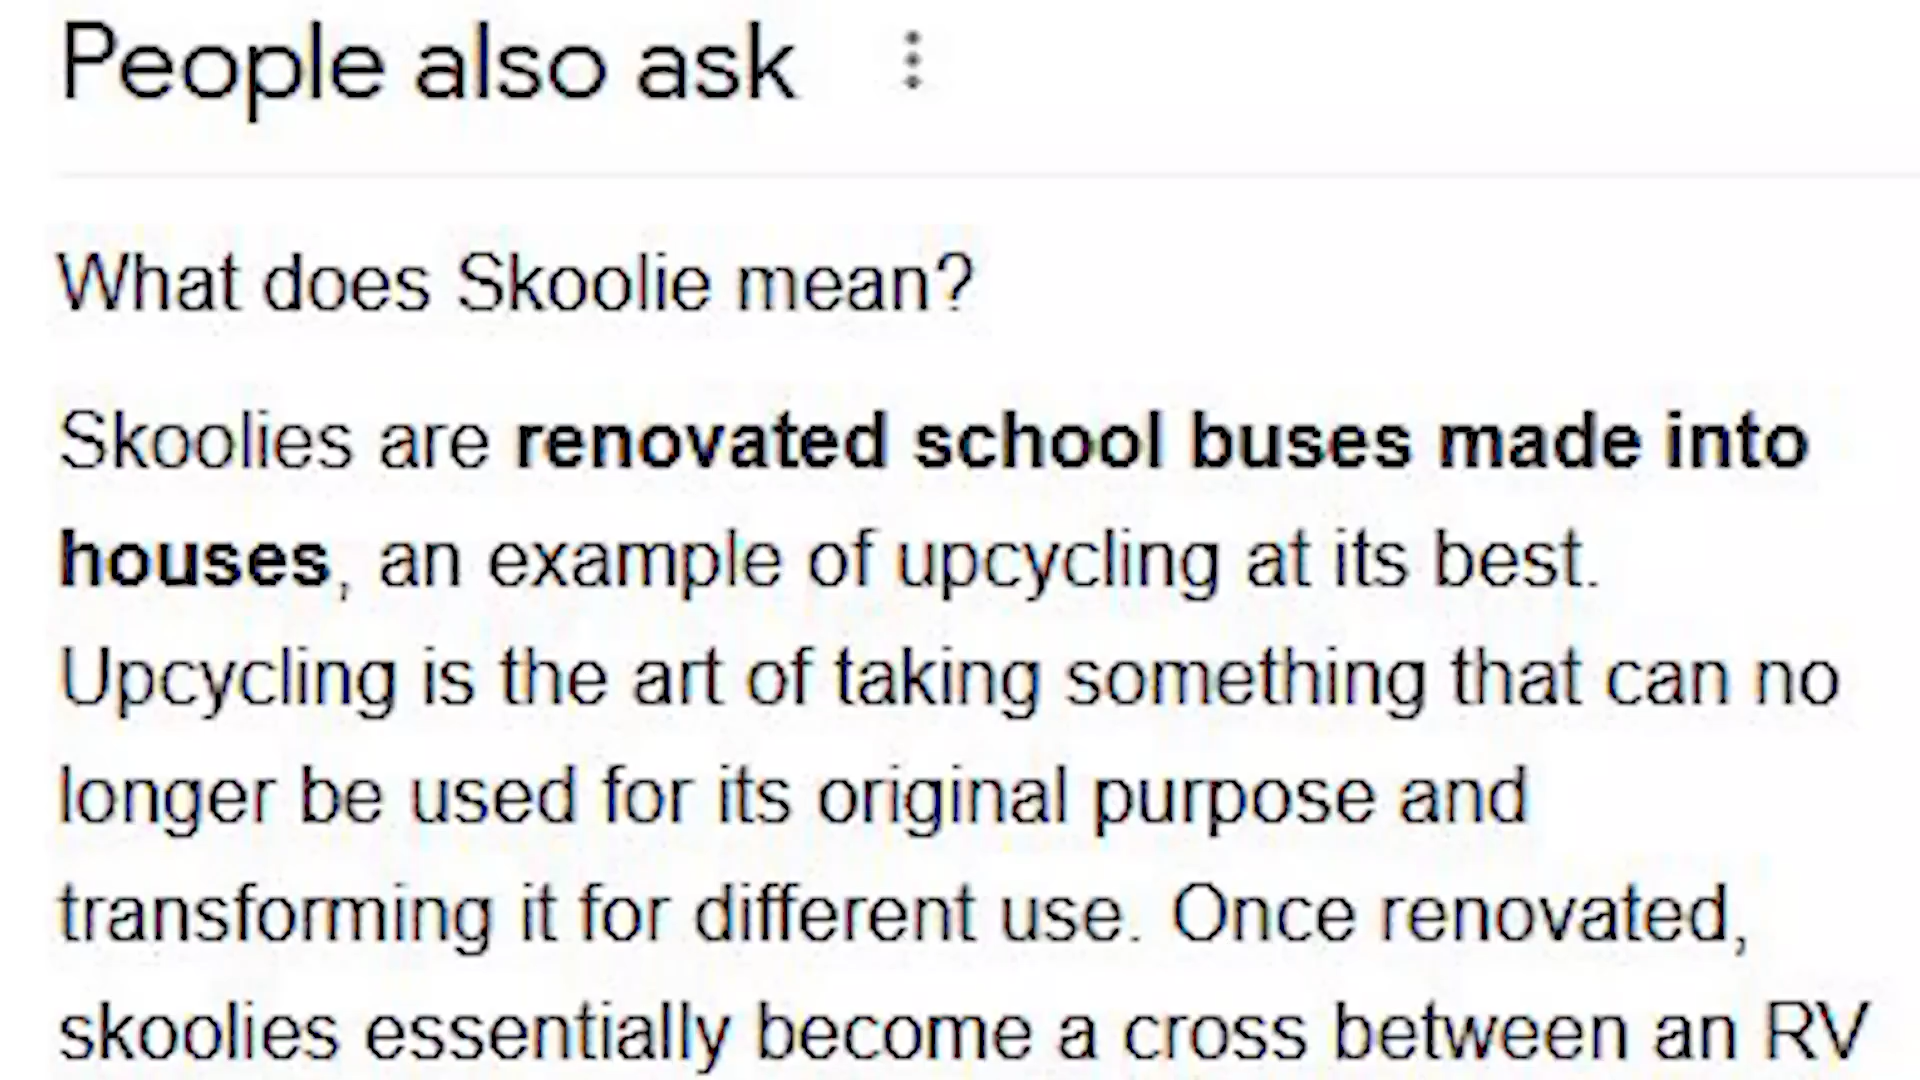 People also ask
What does Skoolie mean?
Skoolies are renovated school buses made into
houses, an example of upcycling at its best.
Upcycling is the art of taking something that can no
longer be used for its original purpose and
transforming it for different use. Once renovated,
skoolies essentially become a cross between an RV